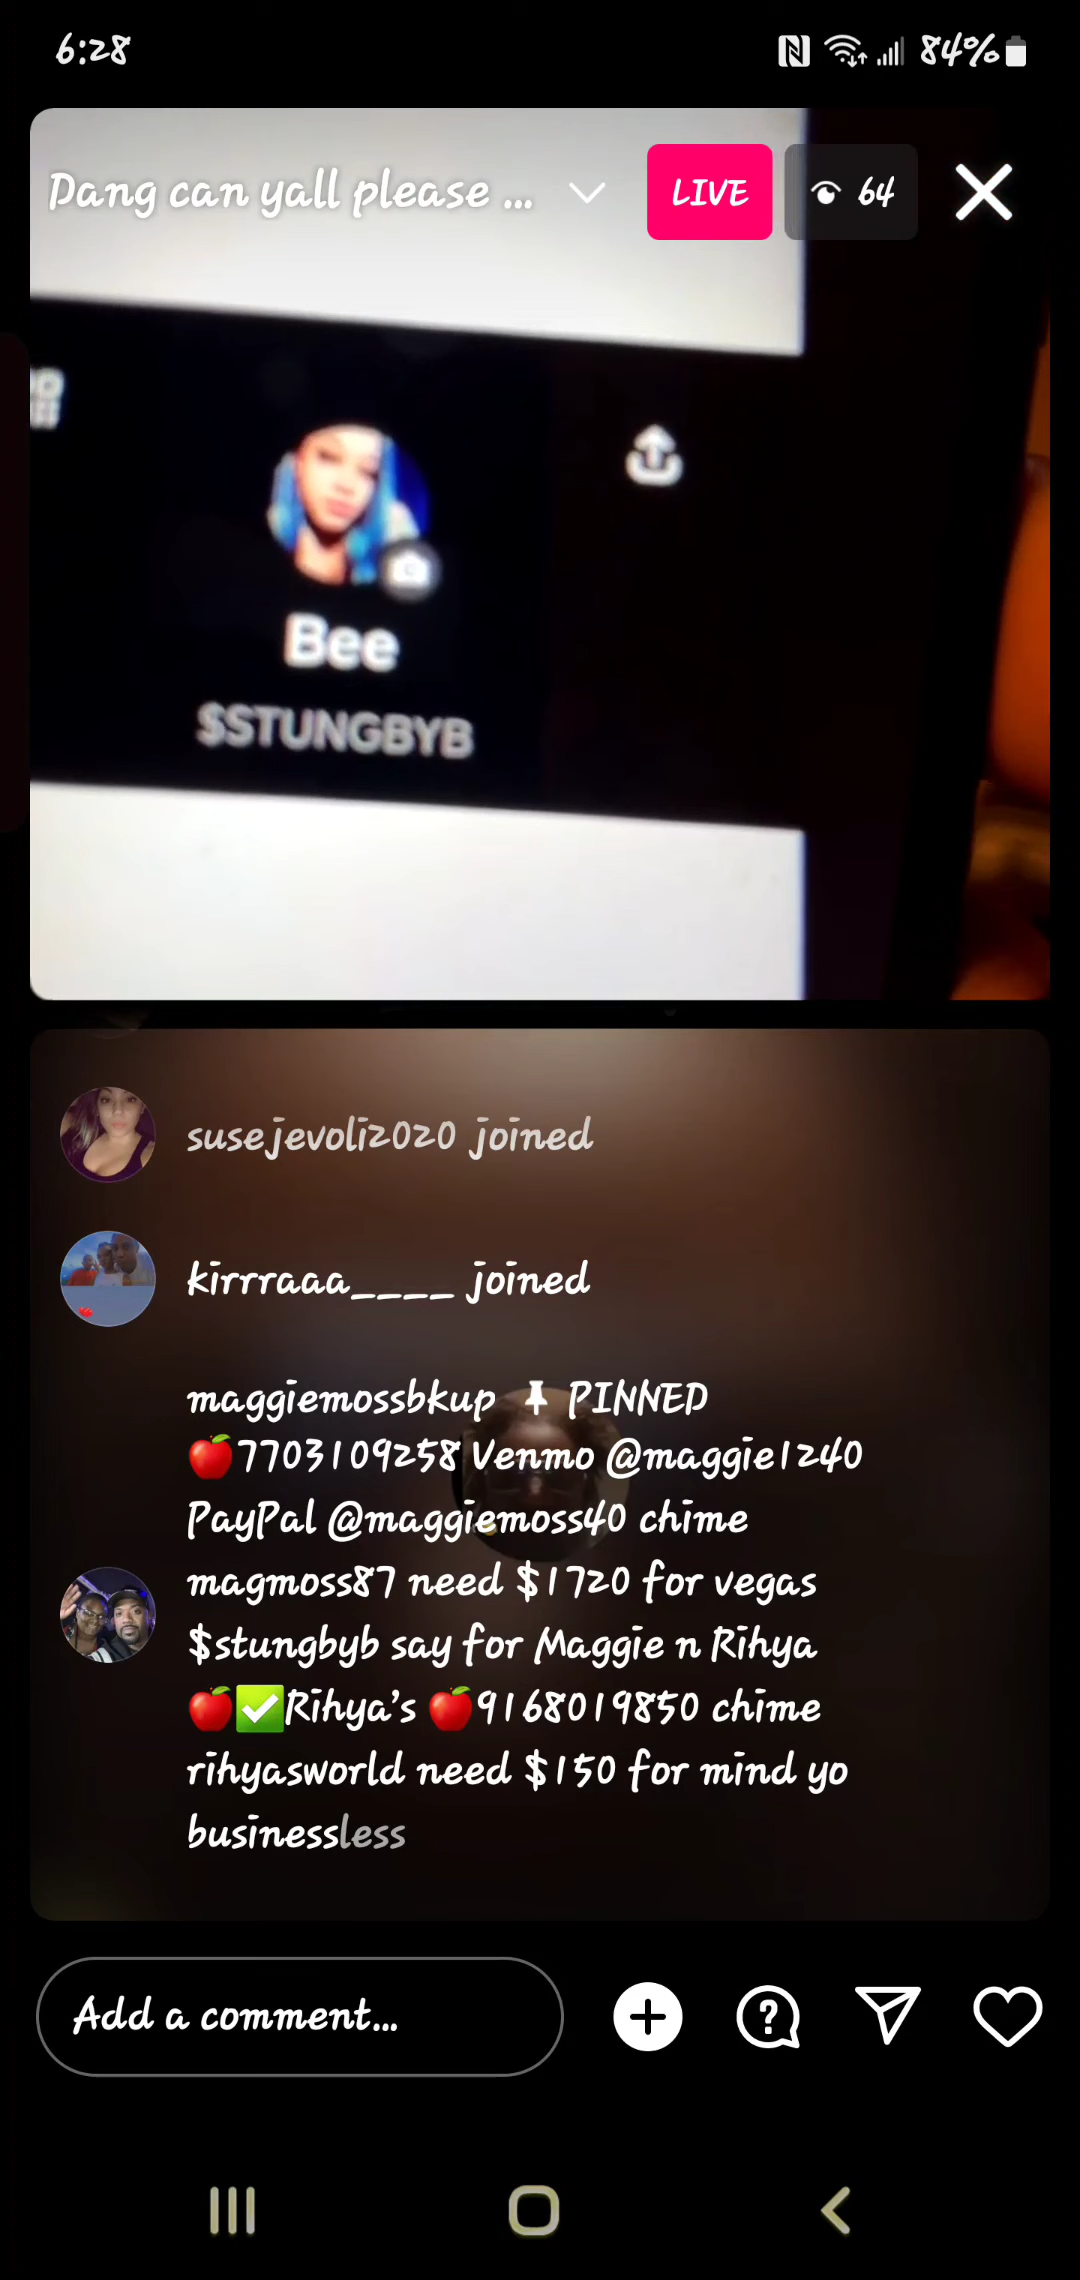 6:28
84%
Dang can yall please ...
LIVE
64
Bee
$STUNGBYB
susejevoli2020 joined
kirrraaa____ joined
maggiemossbkup 📌 PINNED
🍎7703109258 Venmo @maggie1240
PayPal @maggiemoss40 chime
magmoss87 need $1720 for vegas
$stungbyb say for Maggie n Rihya
🍎✅Rihya's 🍎9168019850 chime
rihyasworld need $150 for mind yo
businessless
Add a comment...